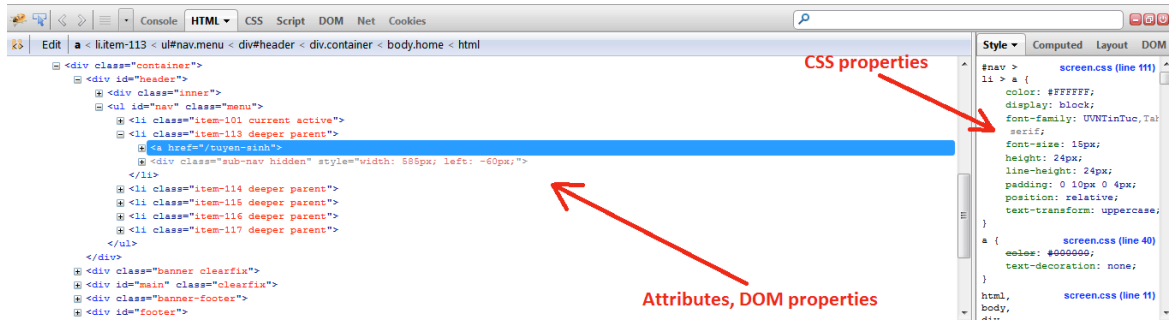 Console HTML CSS Script DOM Net Cookies
Edit a < li.item-113 < ul#nav.menu < div#header < div.container < body.home < html
<div class="container">
<div id="header">
<div class="inner">
<ul id="nav" class="menu">
<li class="item-101 current active">
<li class="item-113 deeper parent">
<a href="/tuyen-sinh">
<div class="sub-nav hidden" style="width: 585px; left: -60px;">
</li>
<li class="item-114 deeper parent">
<li class="item-115 deeper parent">
<li class="item-116 deeper parent">
<li class="item-117 deeper parent">
</ul>
</div>
<div class="banner clearfix">
<div id="main" class="clearfix">
<div class="banner-footer">
<div id="footer">
CSS properties
Attributes, DOM properties
Style Computed Layout DOM
#nav > screen.css (line 111)
li > a {
color: #FFFFFF;
display: block;
font-family: UVNTinTuc,Tah
serif;
font-size: 15px;
height: 24px;
line-height: 24px;
padding: 0 10px 0 4px;
position: relative;
text-transform: uppercase;
}
a { screen.css (line 40)
color: #000000;
text-decoration: none;
}
html, screen.css (line 11)
body,
div